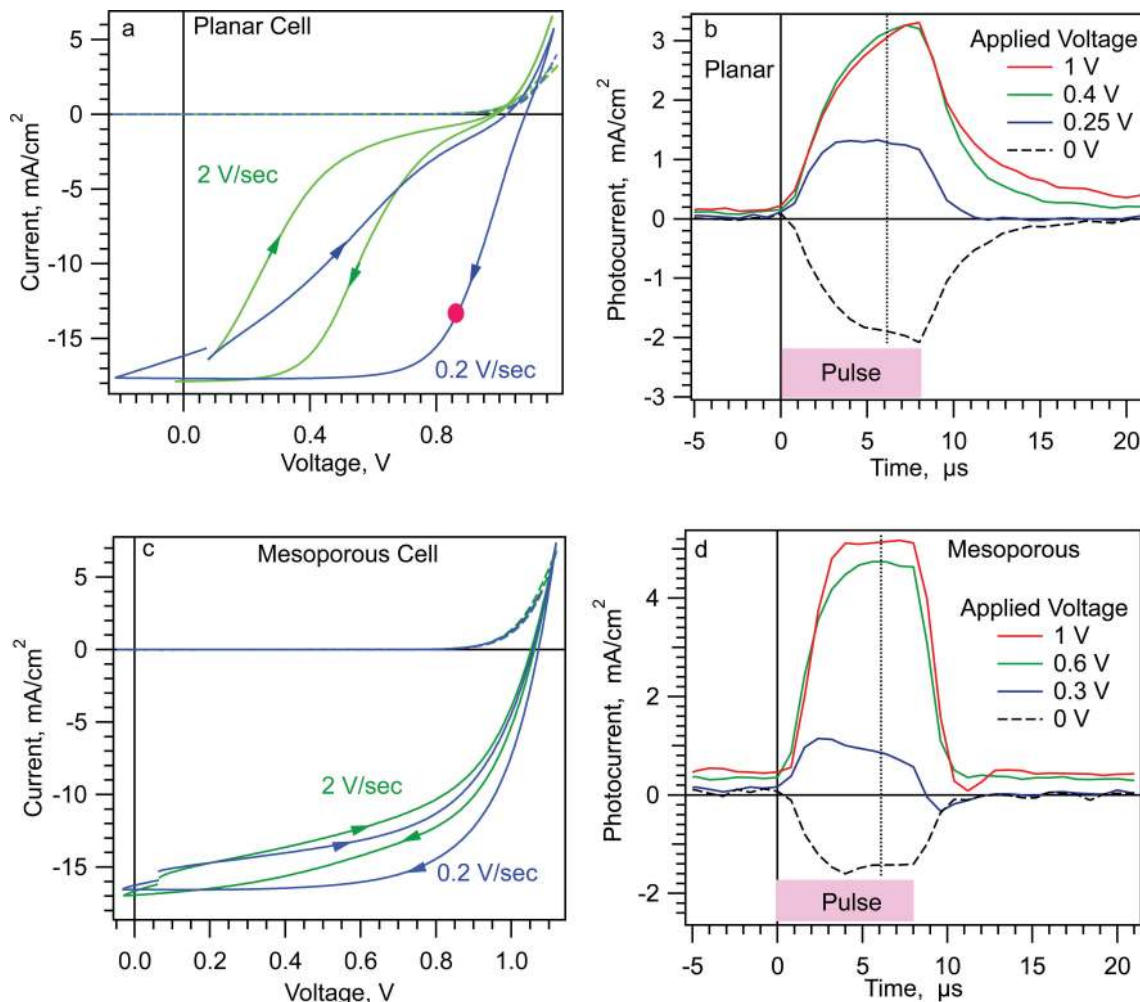 a
Planar Cell
5
0
-5
-10
-15
Current, mA/cm²
2 V/sec
0.2 V/sec
0.0
0.4
0.8
Voltage, V
b
Planar
Applied Voltage
1 V
0.4 V
0.25 V
0 V
3
2
1
0
-1
-2
-3
Photocurrent, mA/cm²
Pulse
-5
0
5
10
15
20
Time, µs
c
Mesoporous Cell
5
0
-5
-10
-15
Current, mA/cm²
2 V/sec
0.2 V/sec
0.0
0.2
0.4
0.6
0.8
1.0
Voltage, V
d
Mesoporous
Applied Voltage
1 V
0.6 V
0.3 V
0 V
4
2
0
-2
Photocurrent, mA/cm²
Pulse
-5
0
5
10
15
20
Time, µs